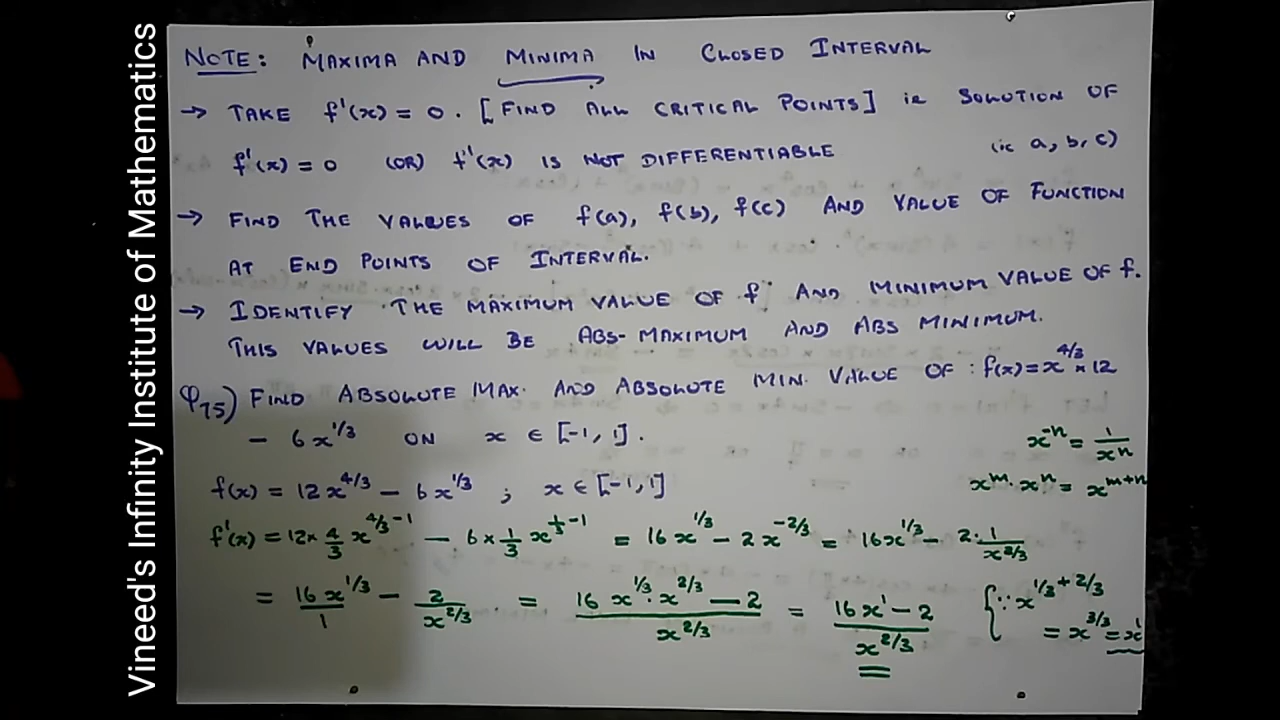 Vineed's Infinity Institute of Mathematics
NOTE: MAXIMA AND MINIMA IN CLOSED INTERVAL
→ TAKE f'(x) = 0. [FIND ALL CRITICAL POINTS] ie SOLUTION OF
f'(x) = 0 (OR) f'(x) IS NOT DIFFERENTIABLE (ie a, b, c)
→ FIND THE VALUES OF f(a), f(b), f(c) AND VALUE OF FUNCTION
AT END POINTS OF INTERVAL.
→ IDENTIFY THE MAXIMUM VALUE OF f AND MINIMUM VALUE OF f.
THIS VALUES WILL BE ABS-MAXIMUM AND ABS MINIMUM.
Q15) FIND ABSOLUTE MAX. AND ABSOLUTE MIN. VALUE OF : f(x) = x^{4/3} × 12
- 6x^{1/3} ON x ∈ [-1, 1].
x^{-n} = 1/x^n
f(x) = 12x^{4/3} - 6x^{1/3} ; x ∈ [-1, 1]
x^m · x^n = x^{m+n}
f'(x) = 12 × 4/3 x^{4/3 - 1} - 6 × 1/3 x^{1/3 - 1} = 16x^{1/3} - 2x^{-2/3} = 16x^{1/3} - 2·1/x^{2/3}
= 16x^{1/3}/1 - 2/x^{2/3} = (16x^{1/3}·x^{2/3} - 2)/x^{2/3} = (16x^1 - 2)/x^{2/3} {∵ x^{1/3 + 2/3}
= x^{3/3} = x^1